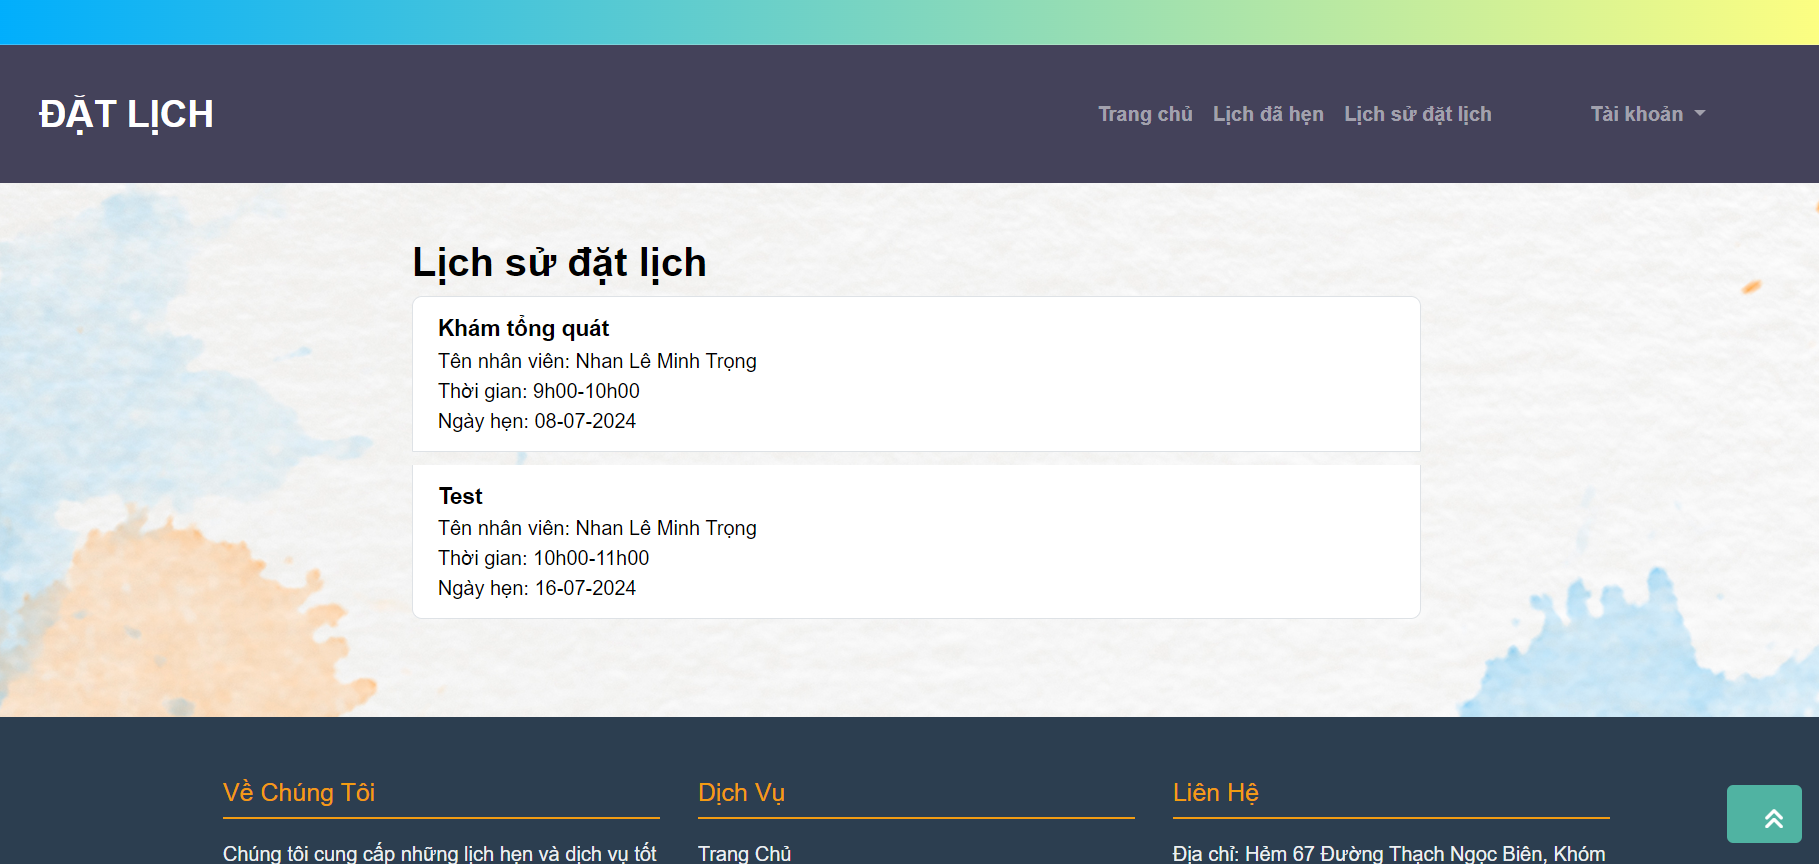 ĐẶT LỊCH
Trang chủ Lịch đã hẹn Lịch sử đặt lịch Tài khoản
Lịch sử đặt lịch
Khám tổng quát
Tên nhân viên: Nhan Lê Minh Trọng
Thời gian: 9h00-10h00
Ngày hẹn: 08-07-2024
Test
Tên nhân viên: Nhan Lê Minh Trọng
Thời gian: 10h00-11h00
Ngày hẹn: 16-07-2024
Về Chúng Tôi
Chúng tôi cung cấp những lịch hẹn và dịch vụ tốt
Dịch Vụ
Trang Chủ
Liên Hệ
Địa chỉ: Hẻm 67 Đường Thạch Ngọc Biên, Khóm